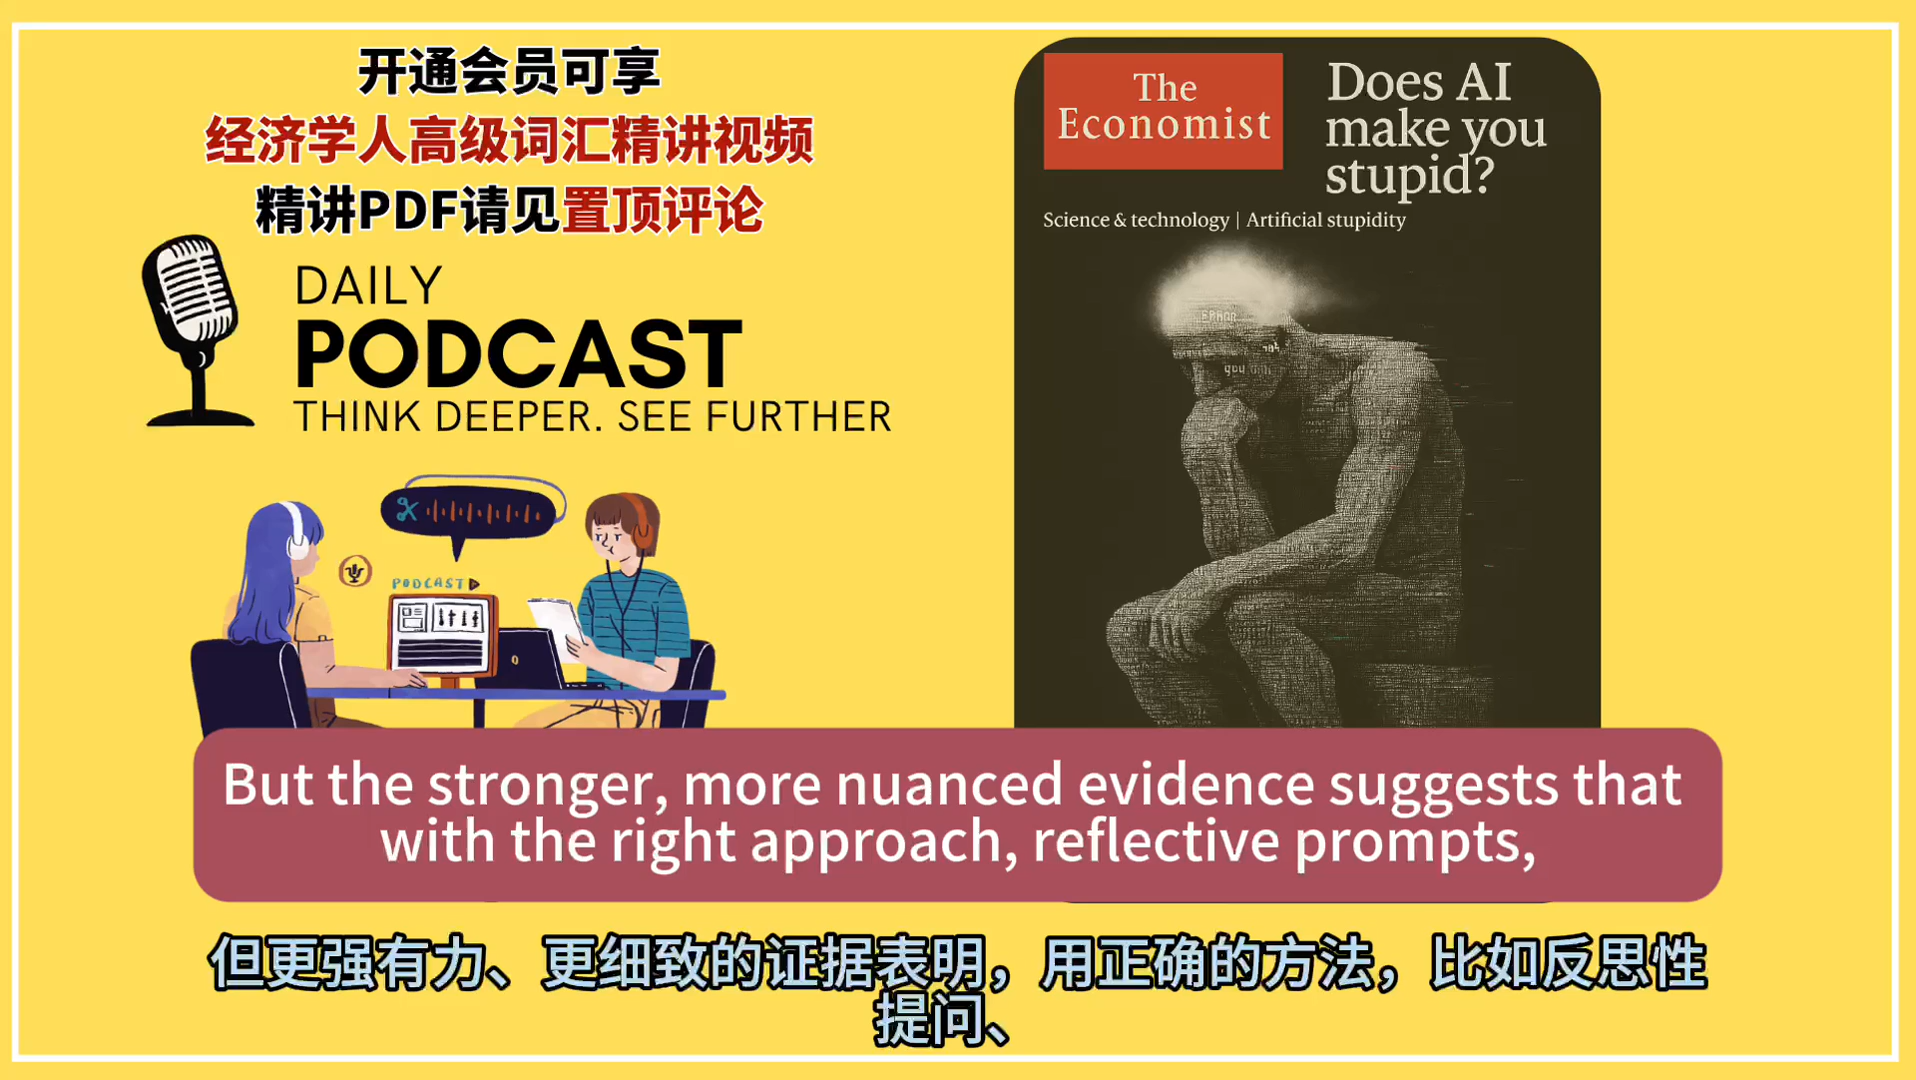 开通会员可享
经济学人高级词汇精讲视频
精讲PDF请见置顶评论
DAILY
PODCAST
THINK DEEPER. SEE FURTHER
PODCAST
The
Economist
Does AI
make you
stupid?
Science & technology | Artificial stupidity
ERROR
But the stronger, more nuanced evidence suggests that
with the right approach, reflective prompts,
但更强有力、更细致的证据表明，用正确的方法，比如反思性
提问、